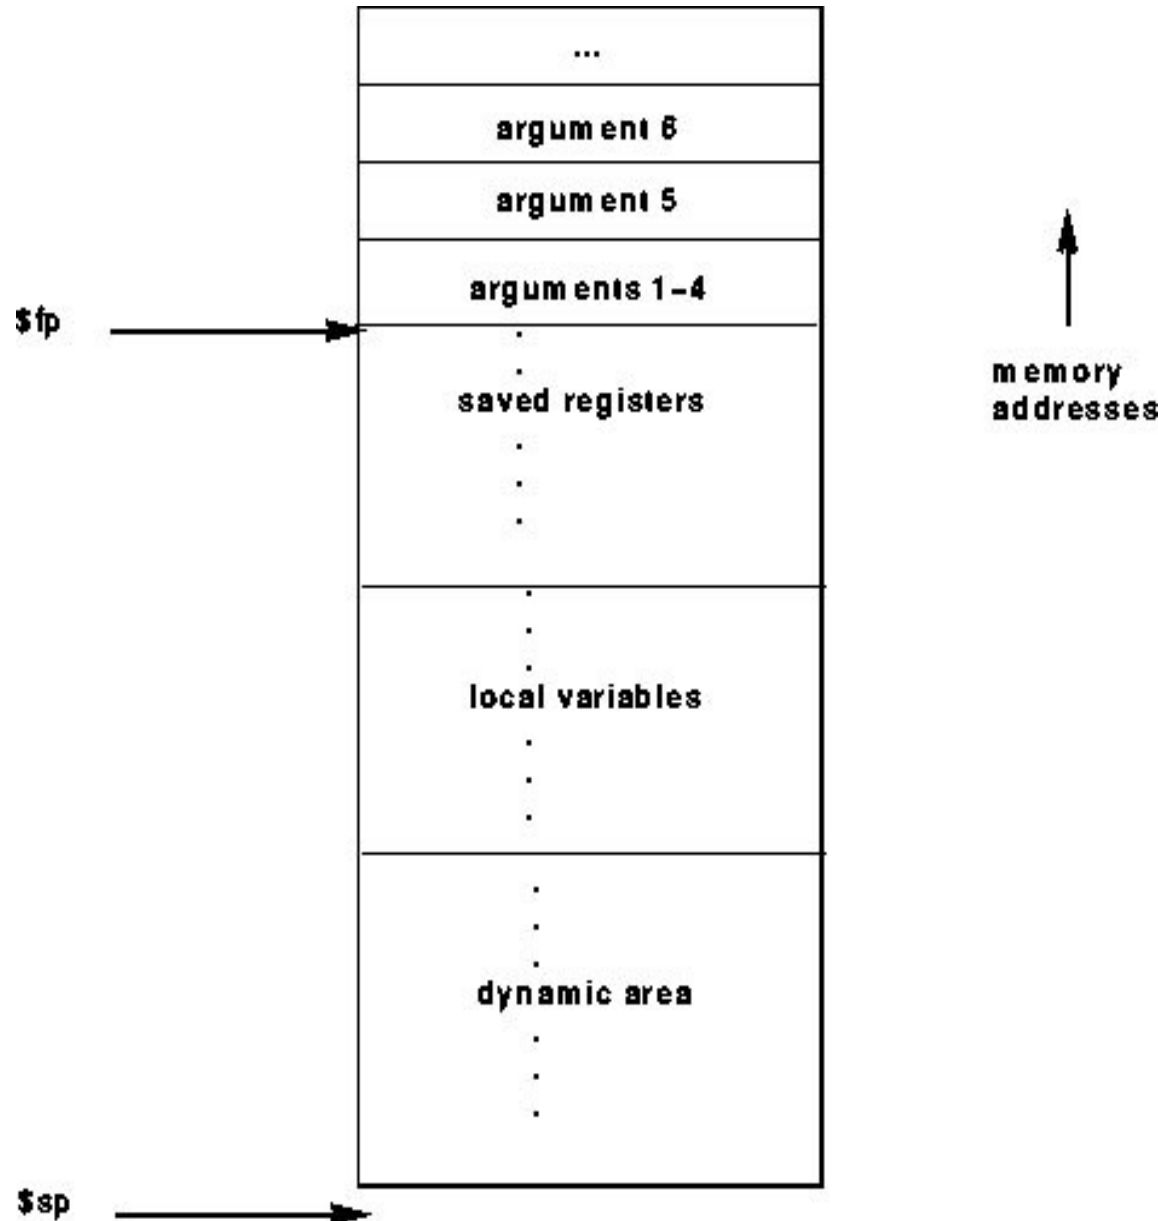 ...
argument 6
argument 5
arguments 1-4
$fp
memory
addresses
saved registers
local variables
dynamic area
$sp